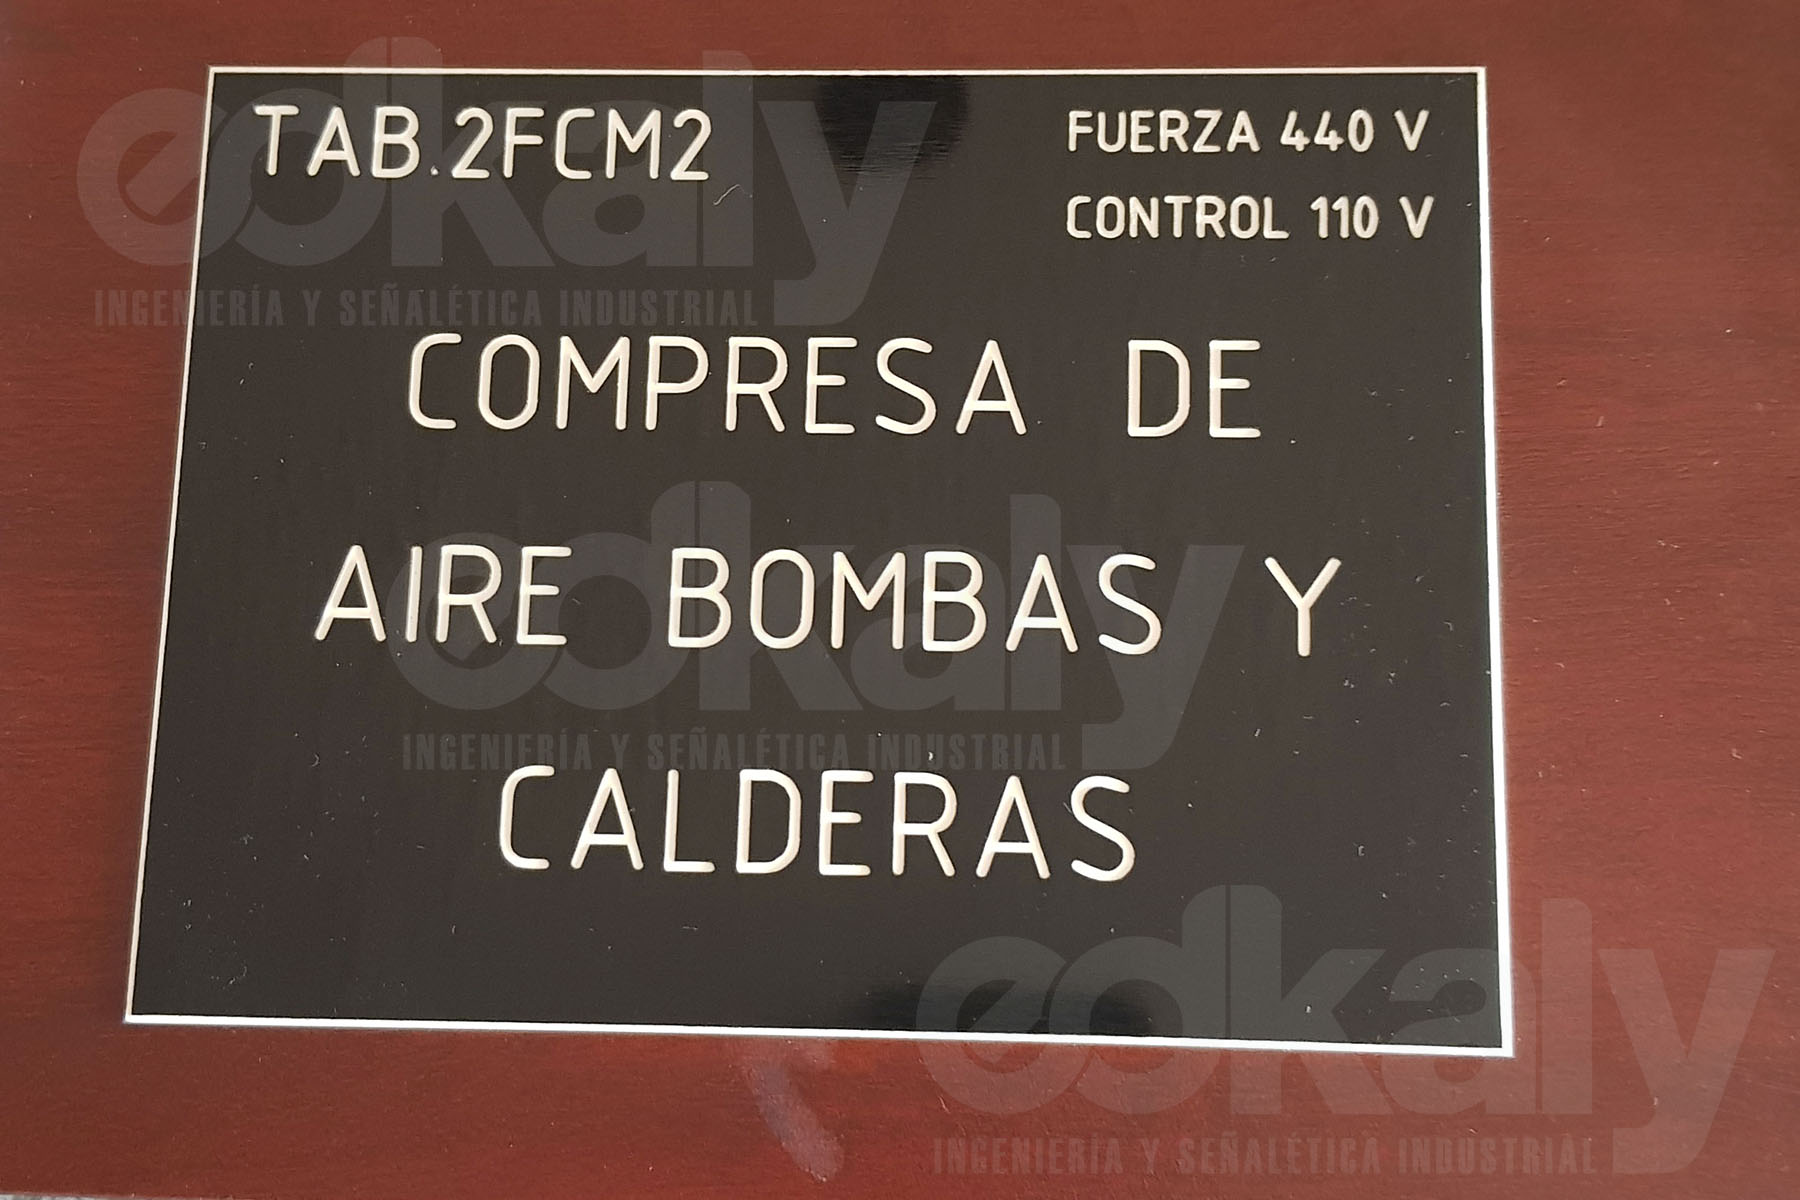 TAB.2FCM2
FUERZA 440 V
CONTROL 110 V
COMPRESA DE
AIRE BOMBAS Y
CALDERAS
edkaly
INGENIERÍA Y SEÑALÉTICA INDUSTRIAL
edkaly
INGENIERÍA Y SEÑALÉTICA INDUSTRIAL
edkaly
INGENIERÍA Y SEÑALÉTICA INDUSTRIAL